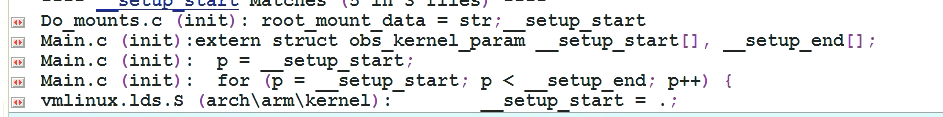 ---- __setup_start Matches (5 in 3 files) ----
Do_mounts.c (init): root_mount_data = str;__setup_start
Main.c (init):extern struct obs_kernel_param __setup_start[], __setup_end[];
Main.c (init):  p = __setup_start;
Main.c (init):  for (p = __setup_start; p < __setup_end; p++) {
vmlinux.lds.S (arch\arm\kernel):      __setup_start = .;